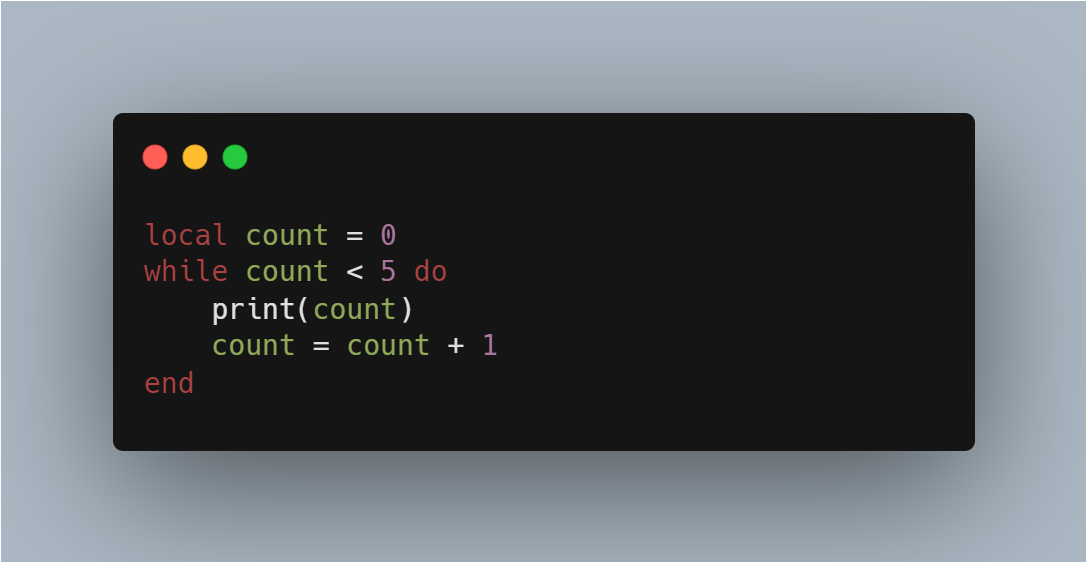 local count = 0
while count < 5 do
    print(count)
    count = count + 1
end